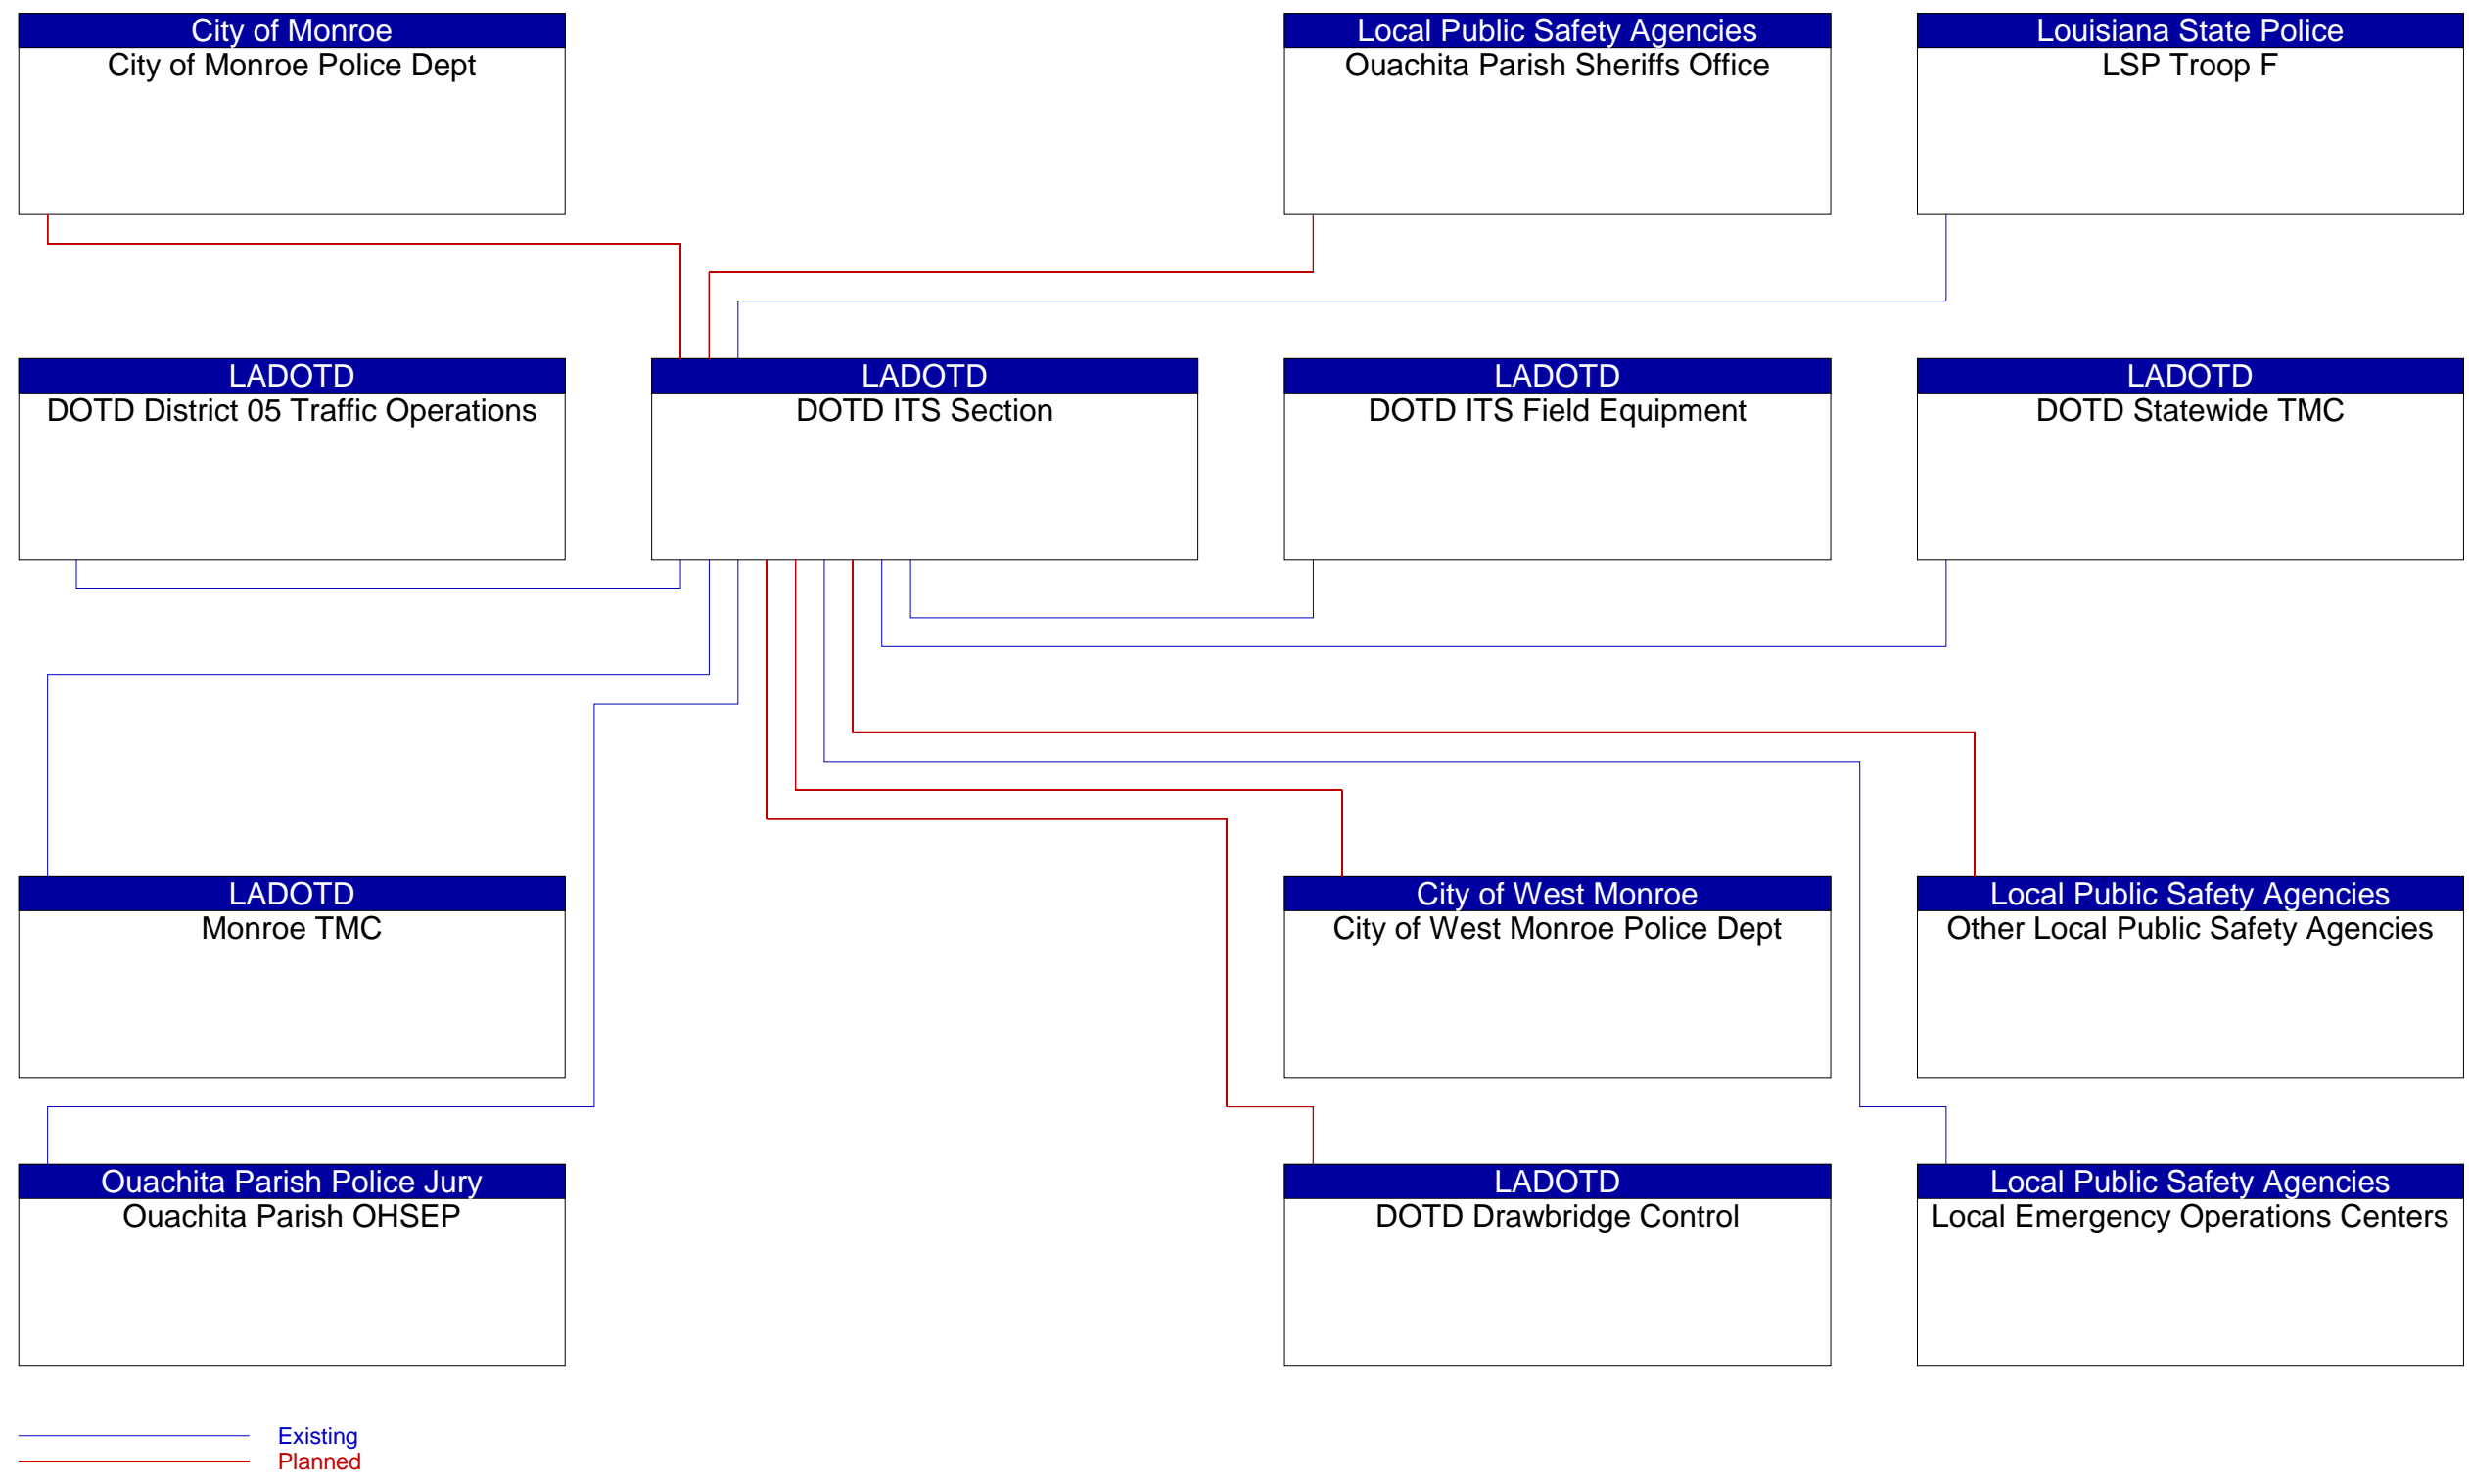 City of Monroe
City of Monroe Police Dept
Local Public Safety Agencies
Ouachita Parish Sheriffs Office
Louisiana State Police
LSP Troop F
LADOTD
DOTD District 05 Traffic Operations
LADOTD
DOTD ITS Section
LADOTD
DOTD ITS Field Equipment
LADOTD
DOTD Statewide TMC
LADOTD
Monroe TMC
City of West Monroe
City of West Monroe Police Dept
Local Public Safety Agencies
Other Local Public Safety Agencies
Ouachita Parish Police Jury
Ouachita Parish OHSEP
LADOTD
DOTD Drawbridge Control
Local Public Safety Agencies
Local Emergency Operations Centers
Existing
Planned